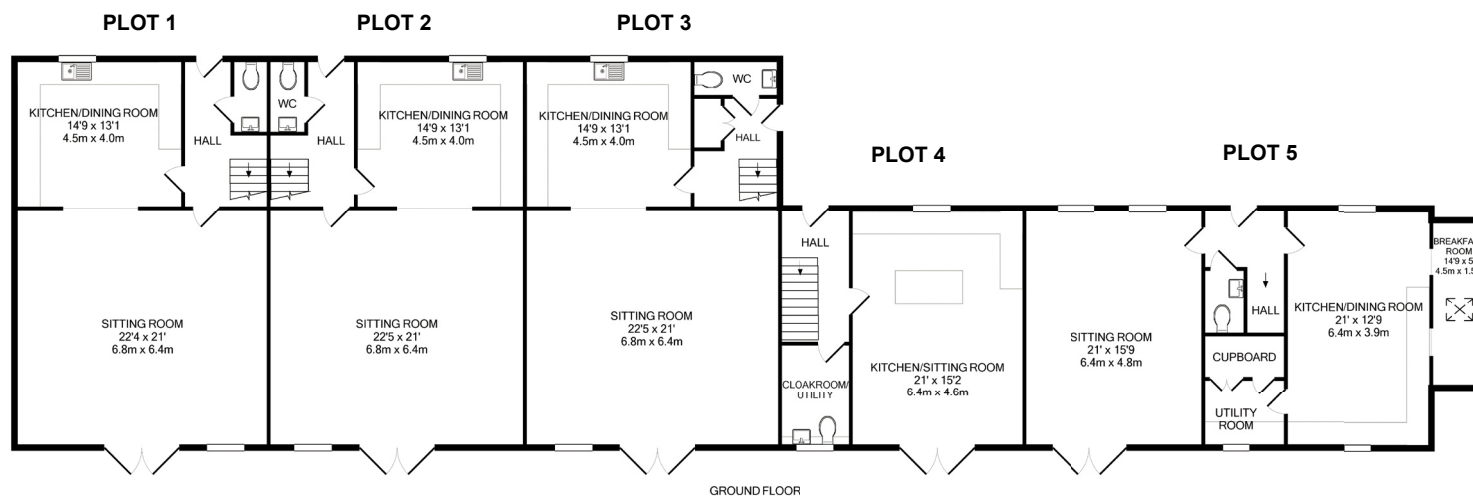 PLOT 1
PLOT 2
PLOT 3
KITCHEN/DINING ROOM
14'9 x 13'1
4.5m x 4.0m
HALL
WC
HALL
KITCHEN/DINING ROOM
14'9 x 13'1
4.5m x 4.0m
KITCHEN/DINING ROOM
14'9 x 13'1
4.5m x 4.0m
WC
HALL
PLOT 4
PLOT 5
SITTING ROOM
22'4 x 21'
6.8m x 6.4m
SITTING ROOM
22'5 x 21'
6.8m x 6.4m
SITTING ROOM
22'5 x 21'
6.8m x 6.4m
HALL
CLOAKROOM/
UTILITY
KITCHEN/SITTING ROOM
21' x 15'2
6.4m x 4.6m
SITTING ROOM
21' x 15'9
6.4m x 4.8m
HALL
CUPBOARD
UTILITY
ROOM
KITCHEN/DINING ROOM
21' x 12'9
6.4m x 3.9m
ROOM
GROUND FLOOR